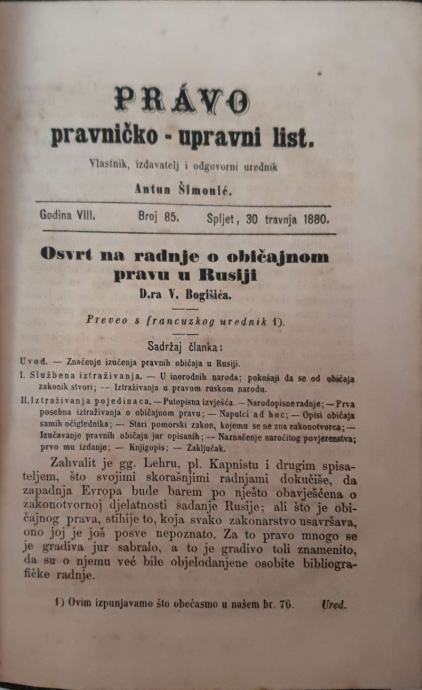 PRÁVO
pravničko - upravni list.
Vlastnik, izdavatelj i odgovorni urednik
Antun Šimonić.
Godina VIII. Broj 85. Spljet, 30 travnja 1880.
Osvrt na radnje o običajnom
pravu u Rusiji
D.ra V. Bogišića.
Preveo s francuzkog urednik 1).
Sadržaj članka:
Uvod. — Značenje izučenja pravnih običaja u Rusiji.
I. Službena iztraživanja. — U inorodnih naroda; pokušaji da se od običaja
zakonik stvori; -- Iztraživanja u pravom ruskom narodu.
II. Iztraživanja pojedinaca. — Putopisna izvješća. — Narodopisne radnje; — Prva
posebna iztraživanja o običajnom pravu; — Naputci ad hoc; — Opisi običaja
samih očiglednika; — Stari pomorski zakon, kojemu se ne zna zakonotvorca; —
Izučavanje pravnih običaja jur opisanih; — Naznačenje naročitog povjerenstva;
prvo mu izdanje; — Knjigopis; — Zaključak.
Zahvalit je gg. Lehru, pl. Kapnistu i drugim spisa-
teljem, što svojimi skorašnjimi radnjami dokučiše, da
zapadnja Evropa bude barem po nješto obavješćena o
zakonotvornoj djelatnosti sadanje Rusije; ali što je obi-
čajnog prava, stihije to, koja svako zakonarstvo usavršava,
ono joj je još posve nepoznato. Za to pravo mnogo se
je gradiva jur sabralo, a to je gradivo toli znamenito,
da su o njemu već bile objelodanjene osobite bibliogra-
fičke radnje.
1) Ovim izpunjavamo što obećasmo u našem br. 76. Ured.